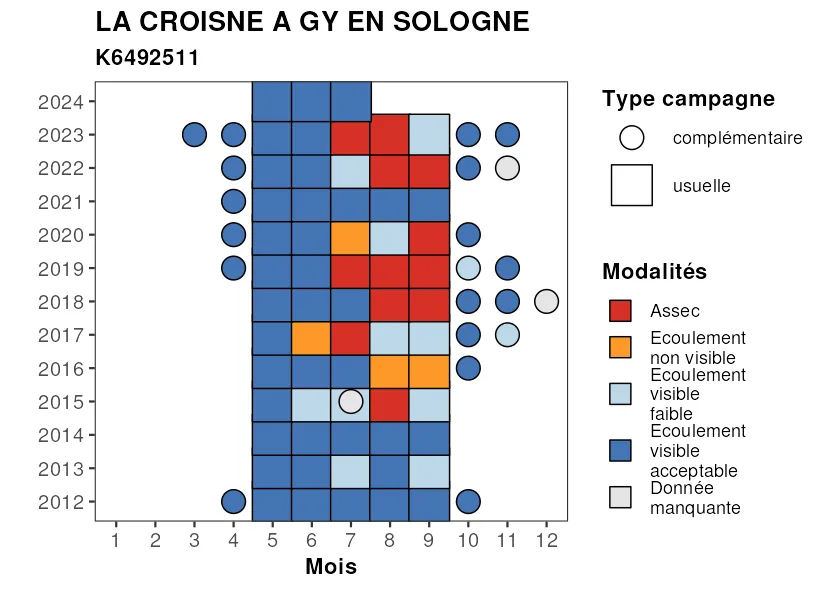 LA CROISNE A GY EN SOLOGNE
K6492511
2024
2023
2022
2021
2020
2019
2018
2017
2016
2015
2014
2013
2012
1 2 3 4 5 6 7 8 9 10 11 12
Mois
Type campagne
complémentaire
usuelle
Modalités
Assec
Ecoulement
non visible
Ecoulement
visible
faible
Ecoulement
visible
acceptable
Donnée
manquante